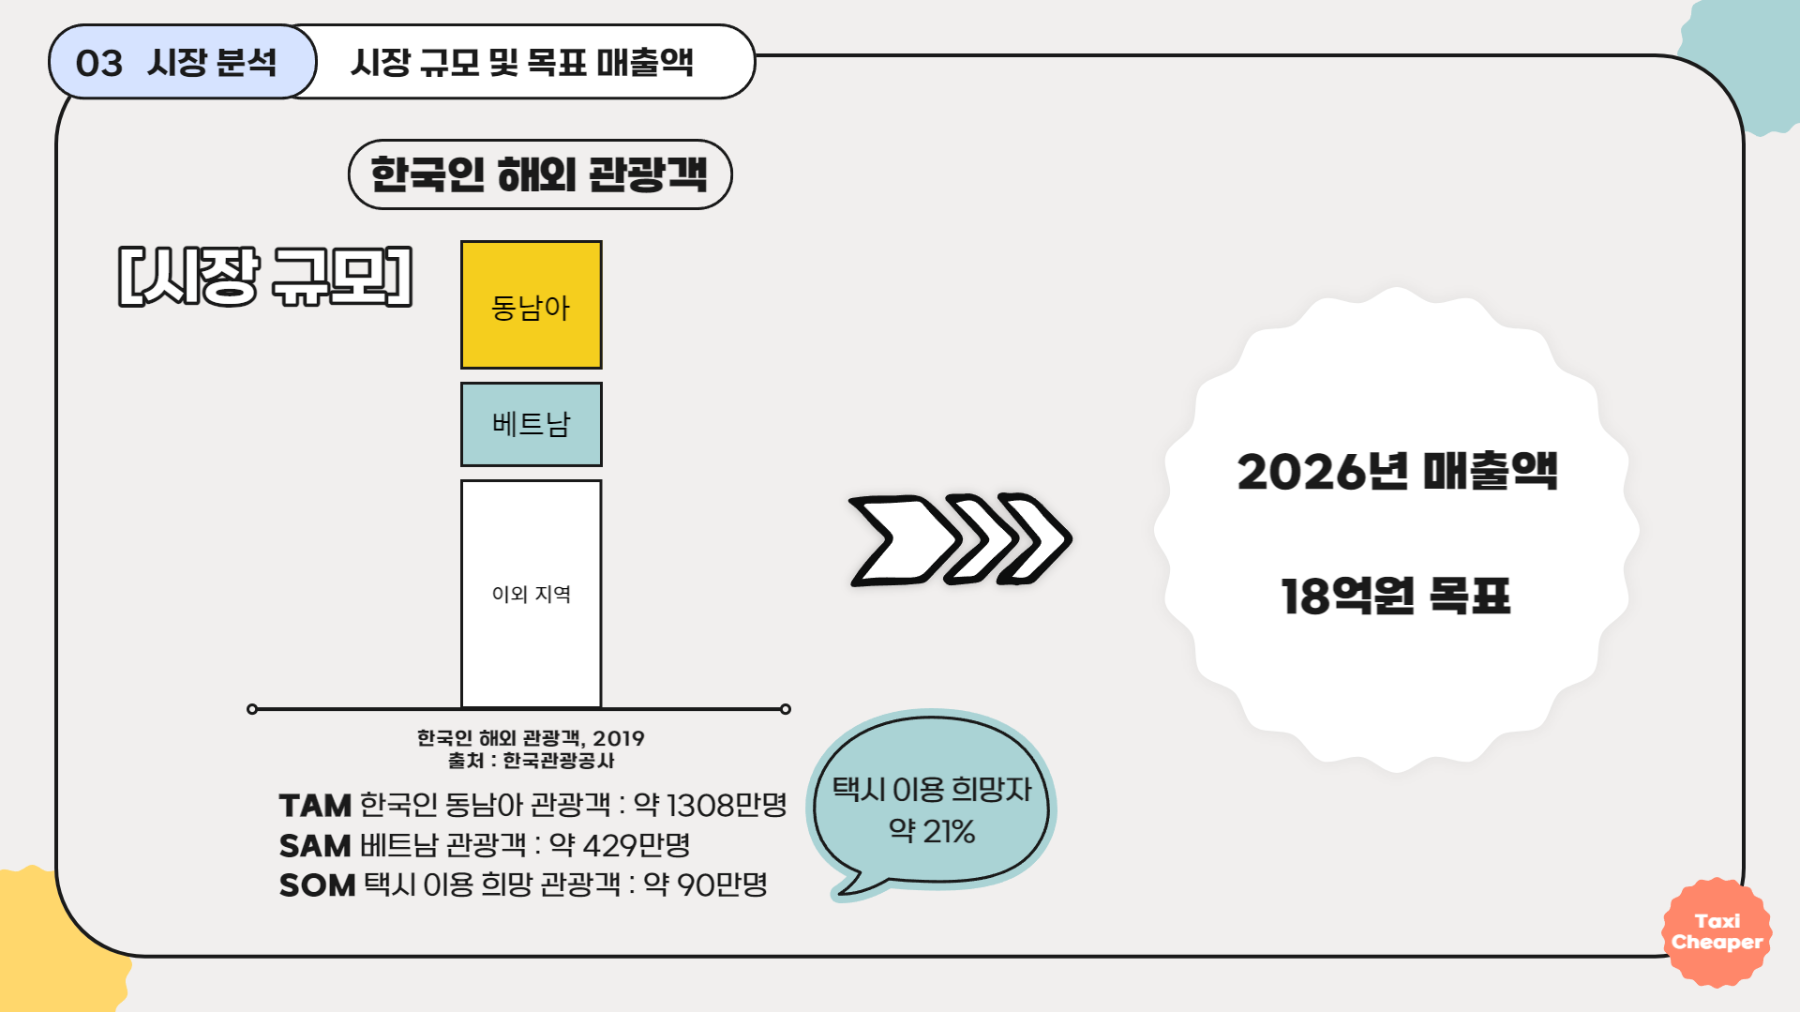 03 시장 분석
시장 규모 및 목표 매출액
한국인 해외 관광객
[시장 규모]
동남아
베트남
이외 지역
한국인 해외 관광객, 2019
출처 : 한국관광공사
TAM 한국인 동남아 관광객 : 약 1308만명
SAM 베트남 관광객 : 약 429만명
SOM 택시 이용 희망 관광객 : 약 90만명
택시 이용 희망자
약 21%
2026년 매출액
18억원 목표
Taxi
Cheaper